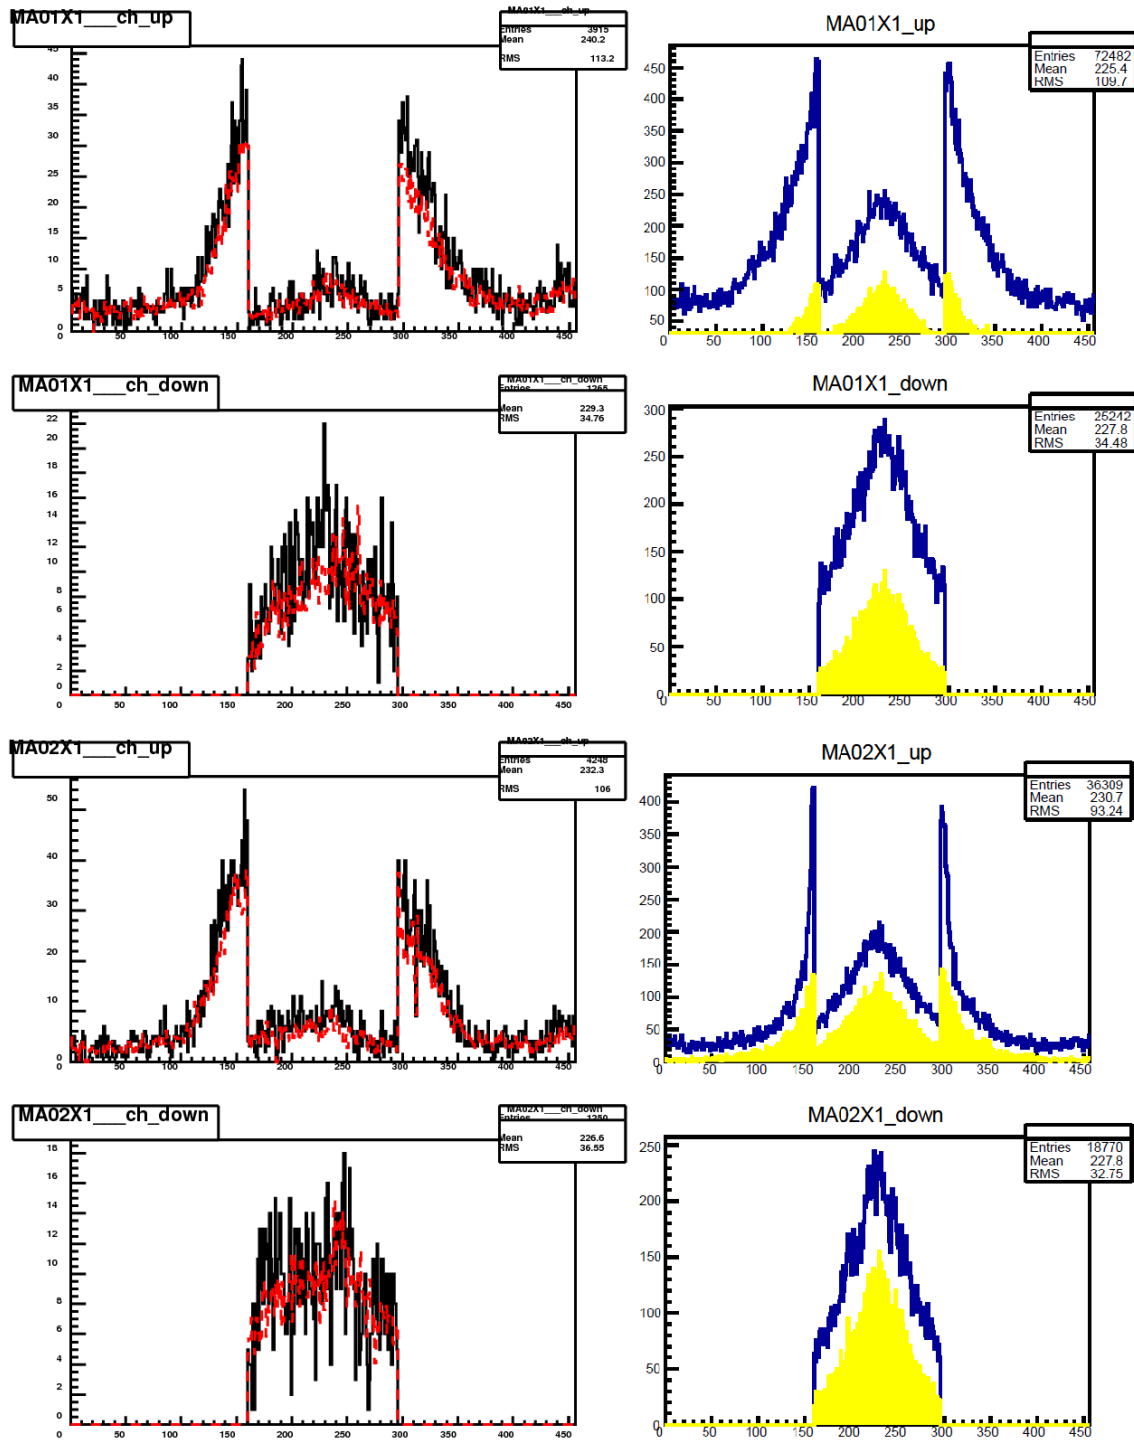 MA01X1___ch_up
MA01X1___ch_up
Entries 3915
Mean 240.2
RMS 113.2
45
40
35
30
25
20
15
10
5
0
50 100 150 200 250 300 350 400 450
MA01X1_up
Entries 72482
Mean 225.4
RMS 109.7
450
400
350
300
250
200
150
100
50
50 100 150 200 250 300 350 400 450
MA01X1___ch_down
MA01X1___ch_down
Entries 1265
Mean 229.3
RMS 34.76
22
20
18
16
14
12
10
8
6
4
2
0
50 100 150 200 250 300 350 400 450
MA01X1_down
Entries 25242
Mean 227.8
RMS 34.48
300
250
200
150
100
50
0
50 100 150 200 250 300 350 400 450
MA02X1___ch_up
MA02X1___ch_up
Entries 4248
Mean 232.3
RMS 106
50
40
30
20
10
0
50 100 150 200 250 300 350 400 450
MA02X1_up
Entries 36309
Mean 230.7
RMS 93.24
400
350
300
250
200
150
100
50
0
50 100 150 200 250 300 350 400 450
MA02X1___ch_down
MA02X1___ch_down
Entries 1250
Mean 226.6
RMS 36.55
18
16
14
12
10
8
6
4
2
0
50 100 150 200 250 300 350 400 450
MA02X1_down
Entries 18770
Mean 227.8
RMS 32.75
250
200
150
100
50
0
50 100 150 200 250 300 350 400 450